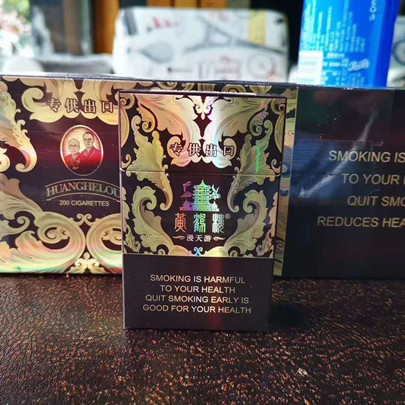 专供出口
HUANGHELOU
200 CIGARETTES
专供出口
黄鹤楼®
漫天游
SMOKING IS HARMFUL
TO YOUR HEALTH
QUIT SMOKING EARLY IS
GOOD FOR YOUR HEALTH
SMOKING IS
TO YOUR
QUIT SM
REDUCES HEA